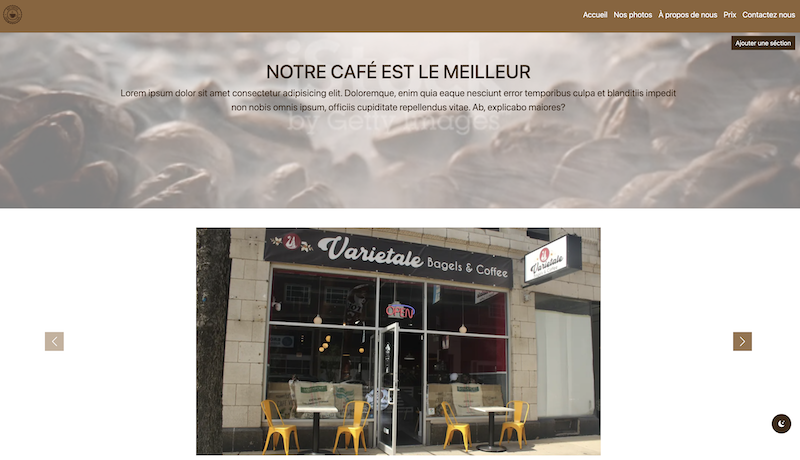 Accueil Nos photos À propos de nous Prix Contactez nous
Ajouter une séction
NOTRE CAFÉ EST LE MEILLEUR
Lorem ipsum dolor sit amet consectetur adipisicing elit. Doloremque, enim quia eaque nesciunt error temporibus culpa et blanditiis impedit
non nobis omnis ipsum, officiis cupiditate repellendus vitae. Ab, explicabo maiores?
by Getty Images
Varietale Bagels & Coffee
Varietale
OPEN